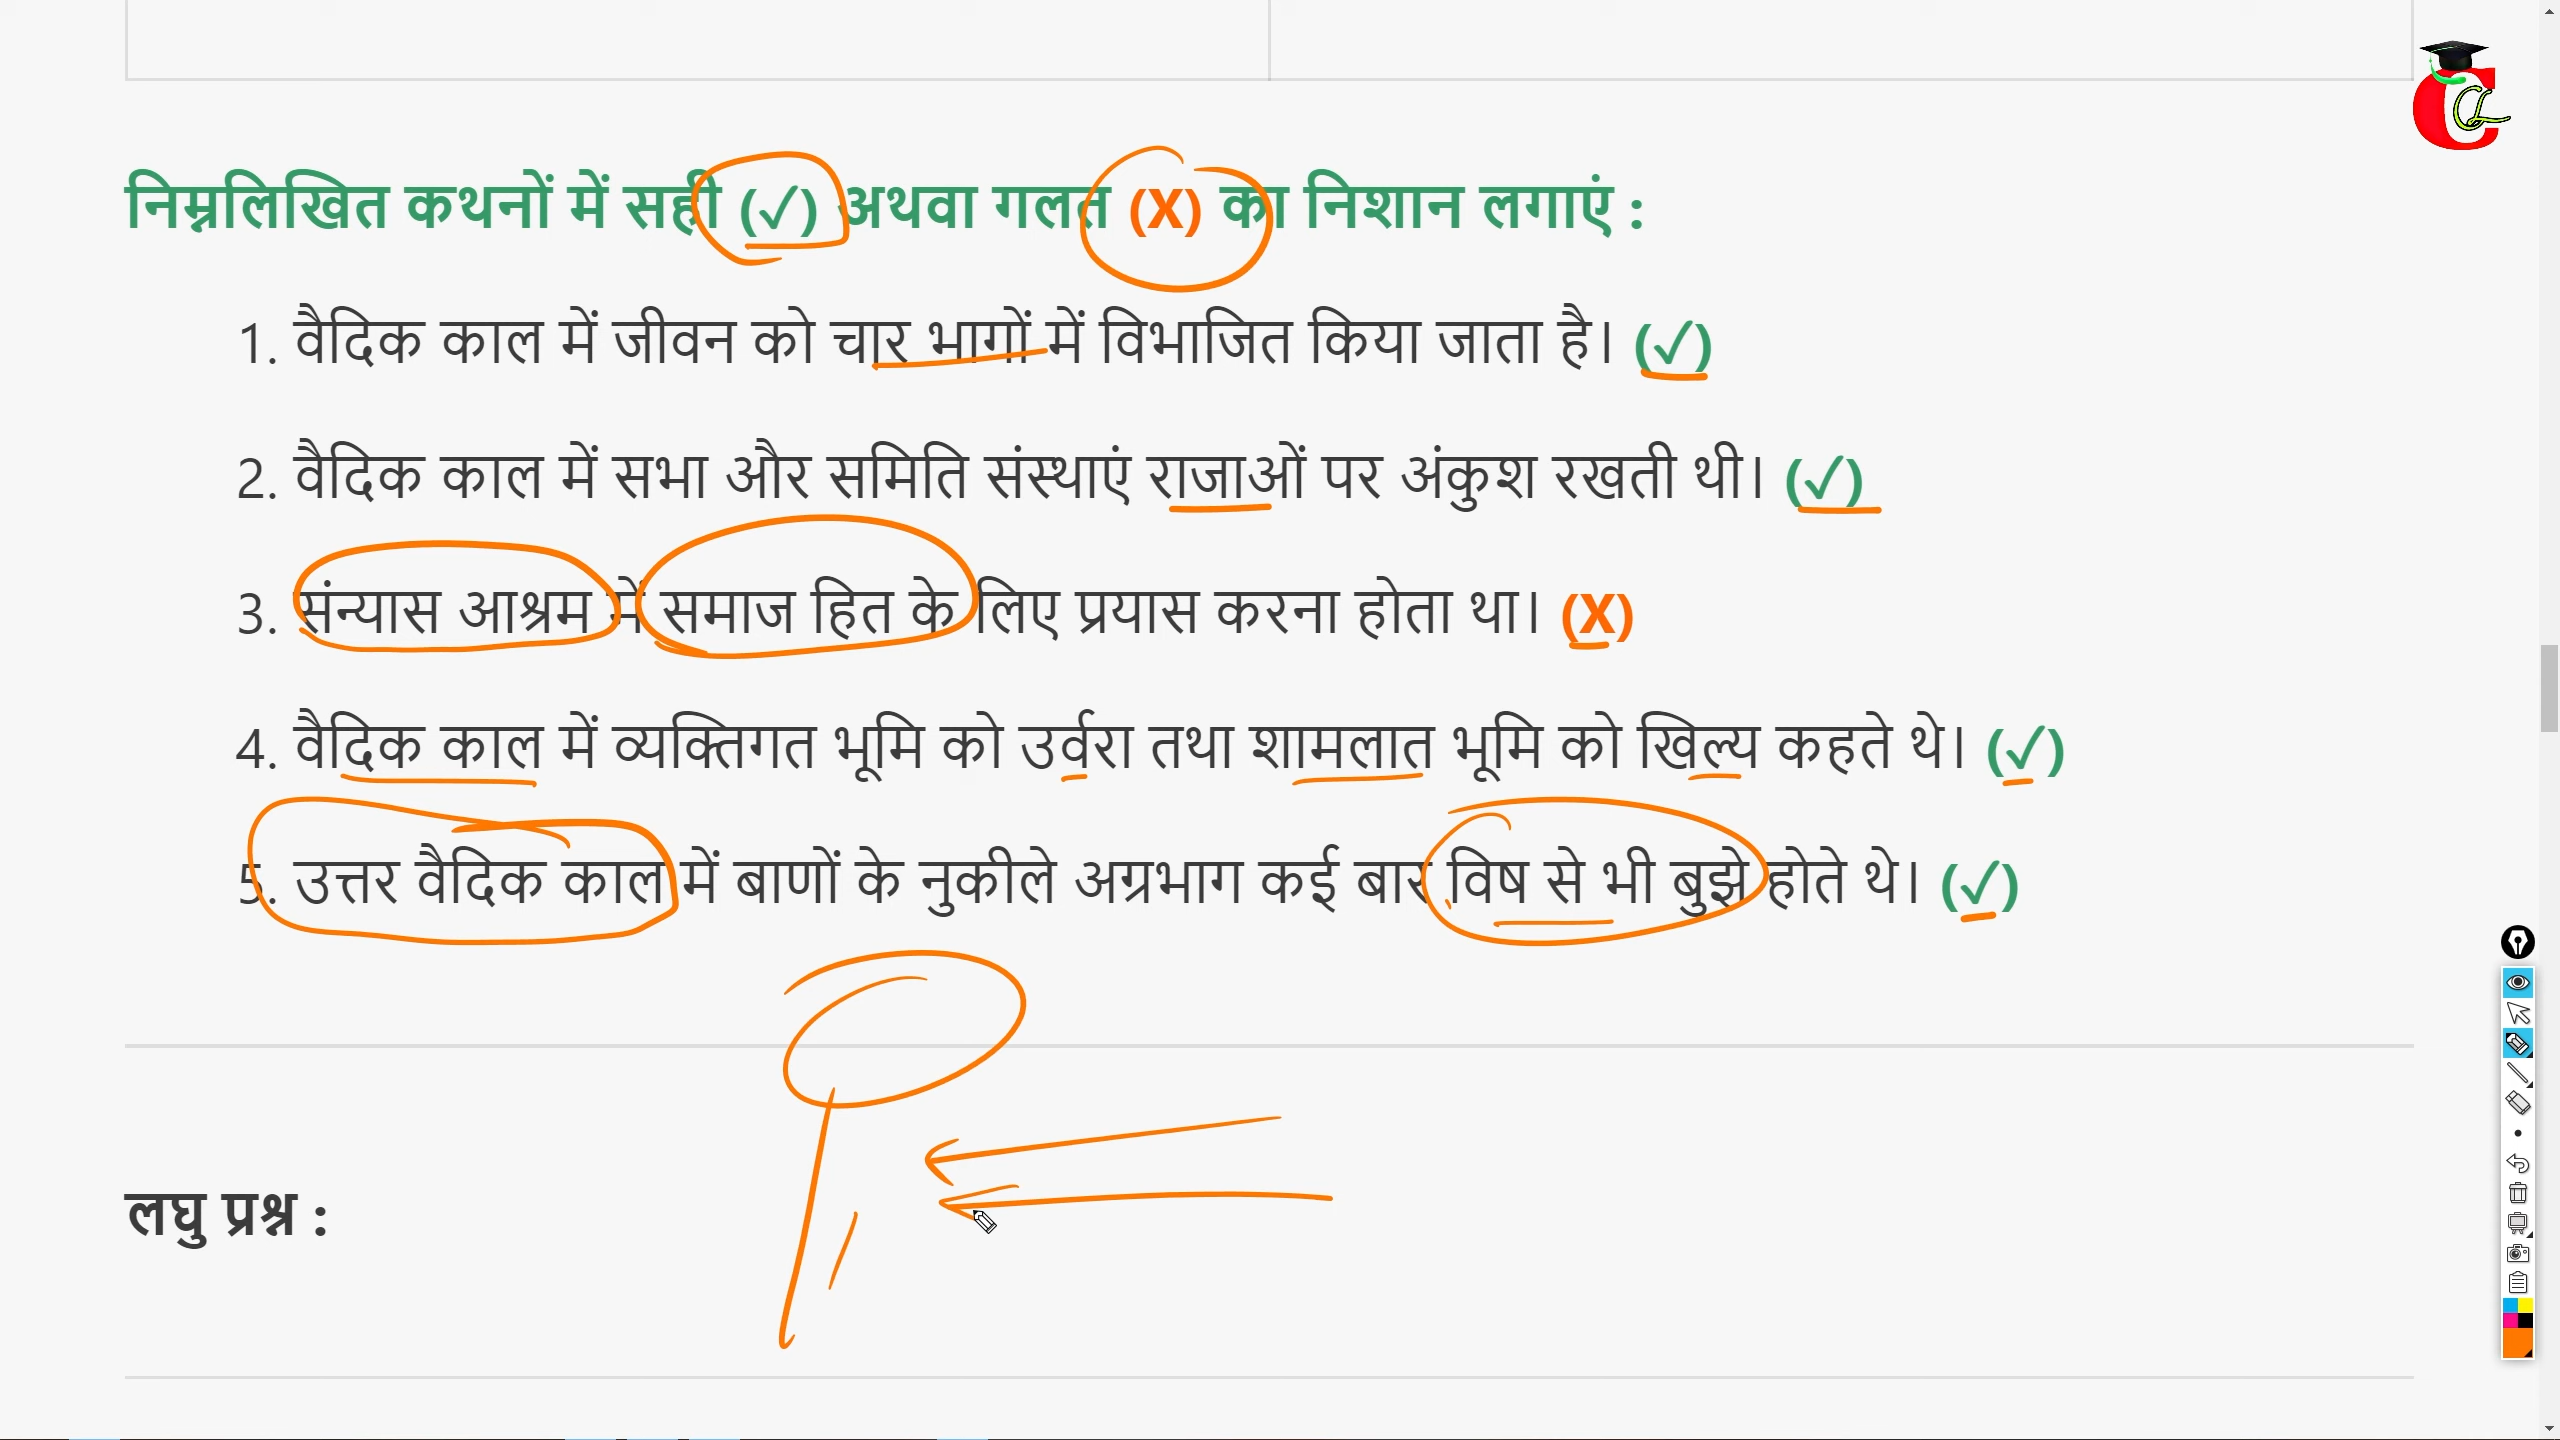 निम्नलिखित कथनों में सही (✓) अथवा गलत (X) का निशान लगाएं :
1. वैदिक काल में जीवन को चार भागों में विभाजित किया जाता है। (✓)
2. वैदिक काल में सभा और समिति संस्थाएं राजाओं पर अंकुश रखती थी। (✓)
3. संन्यास आश्रम में समाज हित के लिए प्रयास करना होता था। (X)
4. वैदिक काल में व्यक्तिगत भूमि को उर्वरा तथा शामलात भूमि को खिल्य कहते थे। (✓)
5. उत्तर वैदिक काल में बाणों के नुकीले अग्रभाग कई बार विष से भी बुझे होते थे। (✓)
लघु प्रश्न :